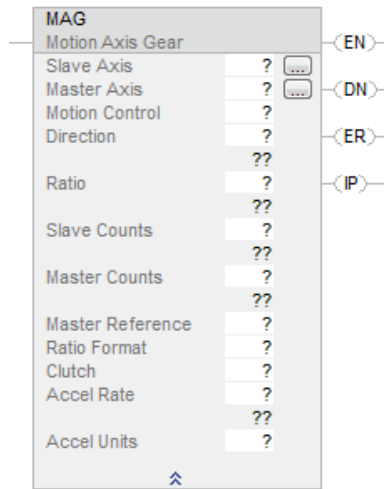 MAG
Motion Axis Gear
EN
Slave Axis ? ...
Master Axis ? ... DN
Motion Control ?
Direction ? ER
??
Ratio ? IP
??
Slave Counts ?
??
Master Counts ?
??
Master Reference ?
Ratio Format ?
Clutch ?
Accel Rate ?
??
Accel Units ?